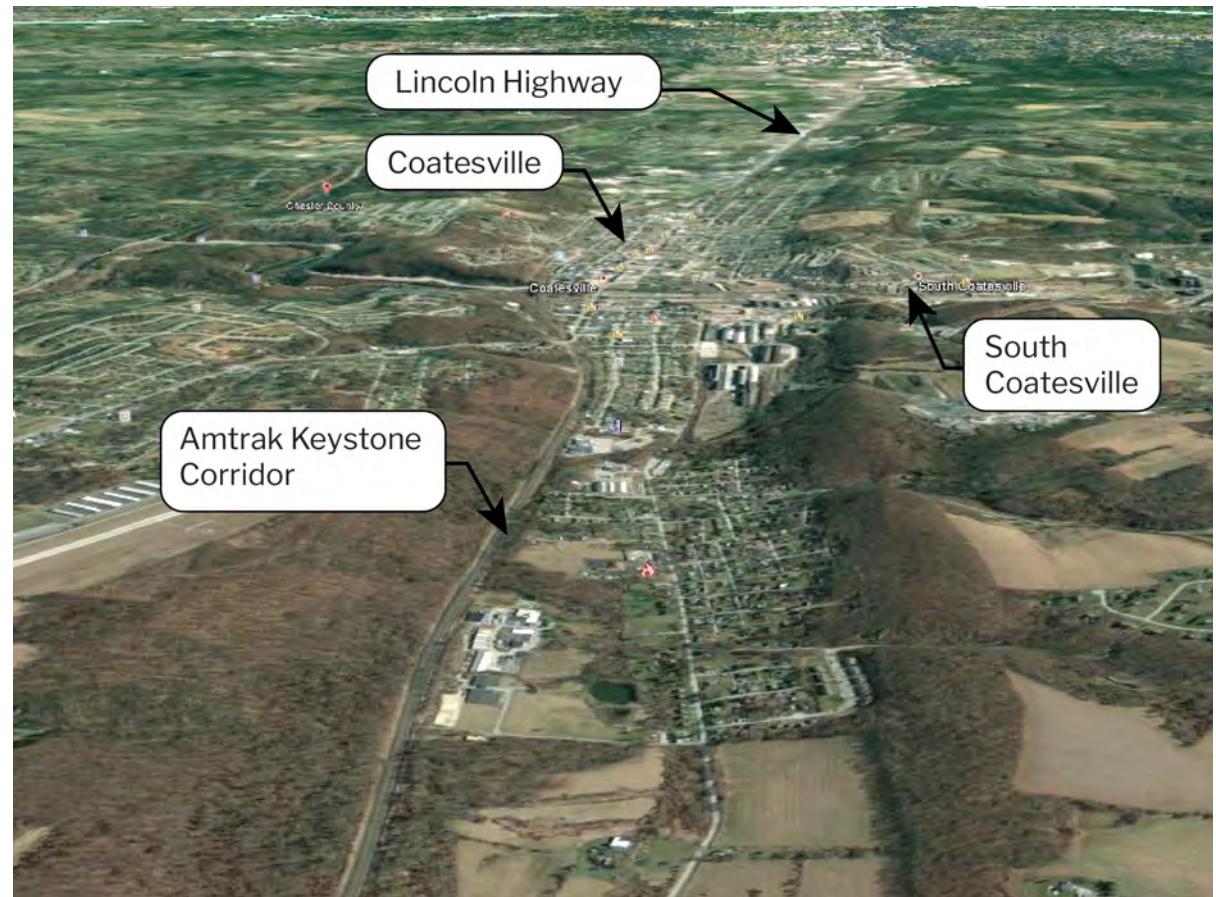 Lincoln Highway
Coatesville
Chester County
Coatesville
South Coatesville
South
Coatesville
Amtrak Keystone
Corridor